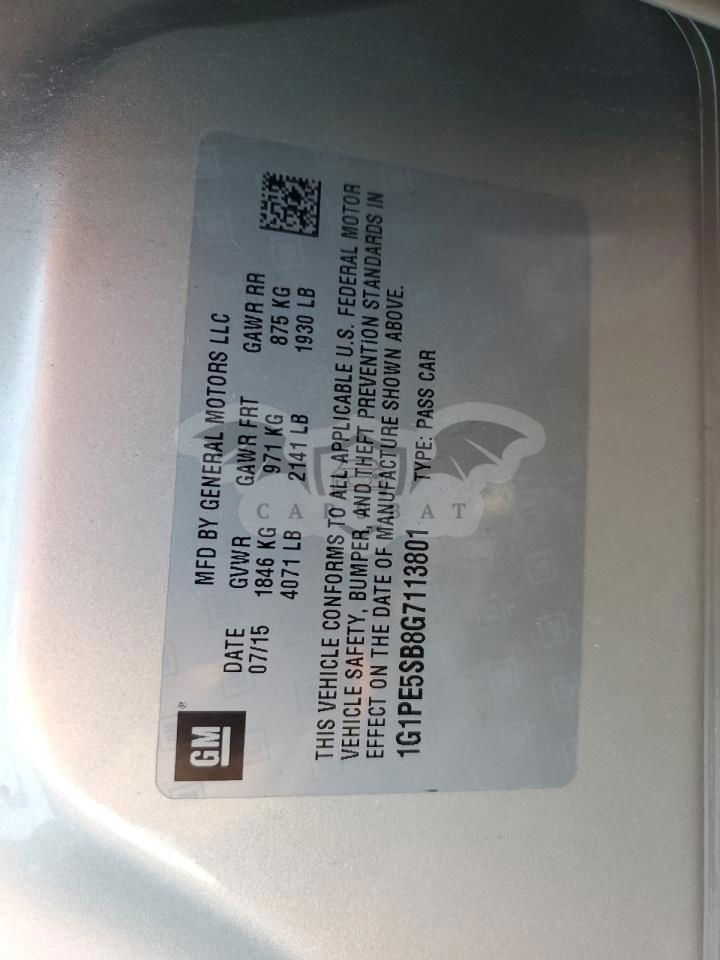 GM ®
MFD BY GENERAL MOTORS LLC
DATE GVWR GAWR FRT GAWR RR
07/15 1846 KG 971 KG 875 KG
4071 LB 2141 LB 1930 LB
THIS VEHICLE CONFORMS TO ALL APPLICABLE U.S. FEDERAL MOTOR
VEHICLE SAFETY, BUMPER, AND THEFT PREVENTION STANDARDS IN
EFFECT ON THE DATE OF MANUFACTURE SHOWN ABOVE.
1G1PE5SB8G7113801 TYPE: PASS CAR